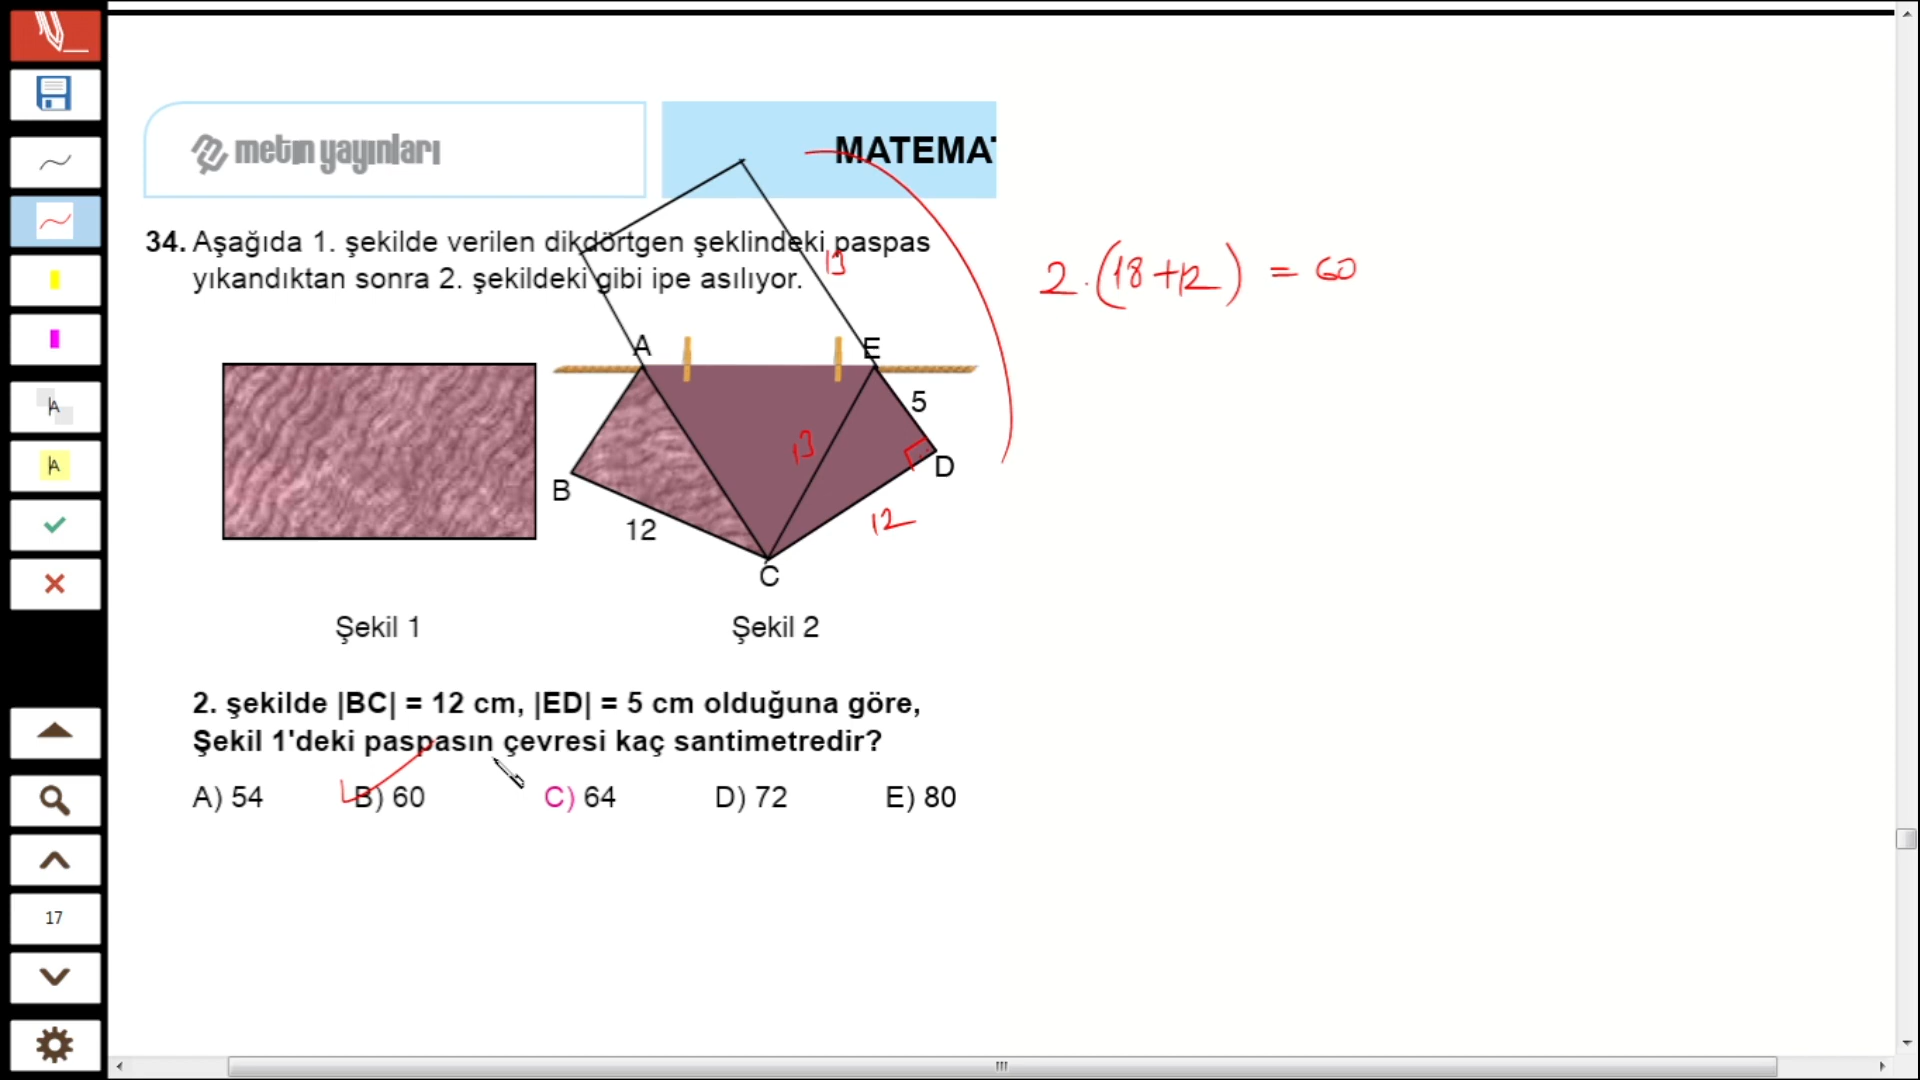 metin yayınları
MATEMAT
34. Aşağıda 1. şekilde verilen dikdörtgen şeklindeki paspas
yıkandıktan sonra 2. şekildeki gibi ipe asılıyor.
13
2.(18+12) = 60
A
E
5
13
D
B
12
12
C
Şekil 1
Şekil 2
2. şekilde |BC| = 12 cm, |ED| = 5 cm olduğuna göre,
Şekil 1'deki paspasın çevresi kaç santimetredir?
A) 54 B) 60 C) 64 D) 72 E) 80
A
A
17